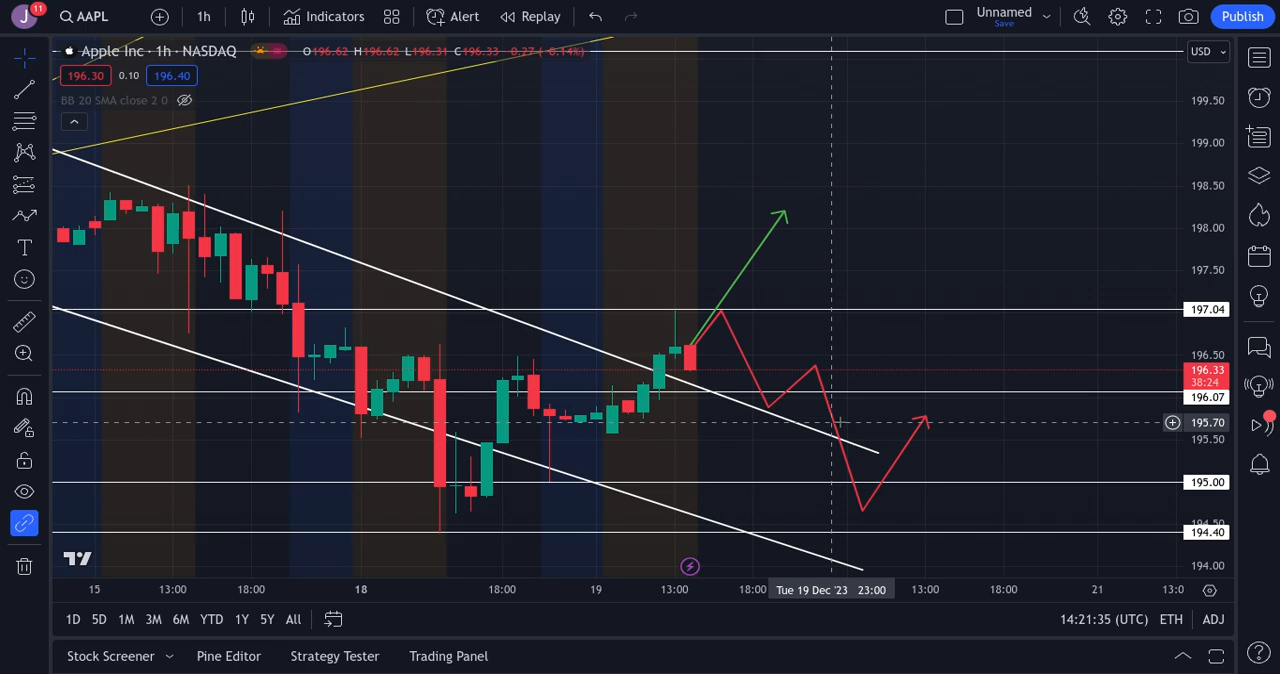 J 11 AAPL 1h Indicators Alert Replay Unnamed Save Publish
Apple Inc · 1h · NASDAQ O196.62 H196.62 L196.31 C196.33 −0.27 (−0.14%) USD
196.30 0.10 196.40
BB 20 SMA close 2 0
199.50
199.00
198.50
198.00
197.50
197.04
196.50
196.33
38:24
196.07
195.70
195.50
195.00
194.50
194.40
194.00
15 13:00 18:00 18 18:00 19 13:00 18:00 Tue 19 Dec '23 23:00 13:00 18:00 21 13:0
1D 5D 1M 3M 6M YTD 1Y 5Y All 14:21:35 (UTC) ETH ADJ
Stock Screener Pine Editor Strategy Tester Trading Panel